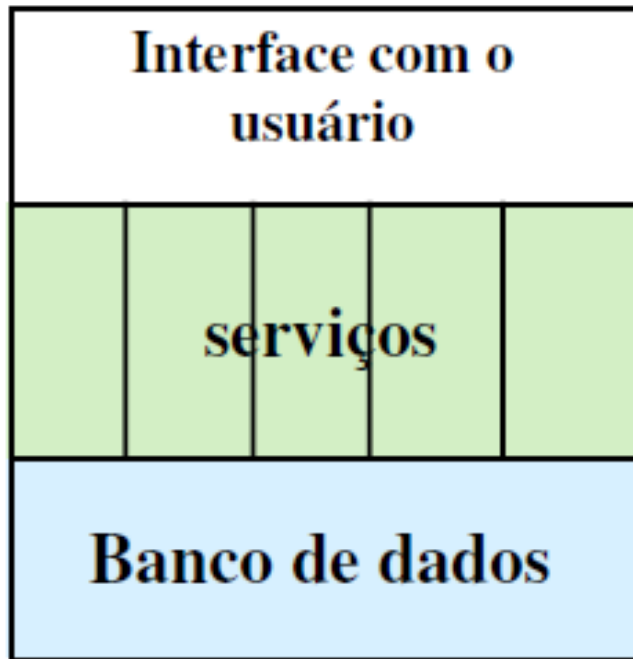 Interface com o
usuário
serviços
Banco de dados